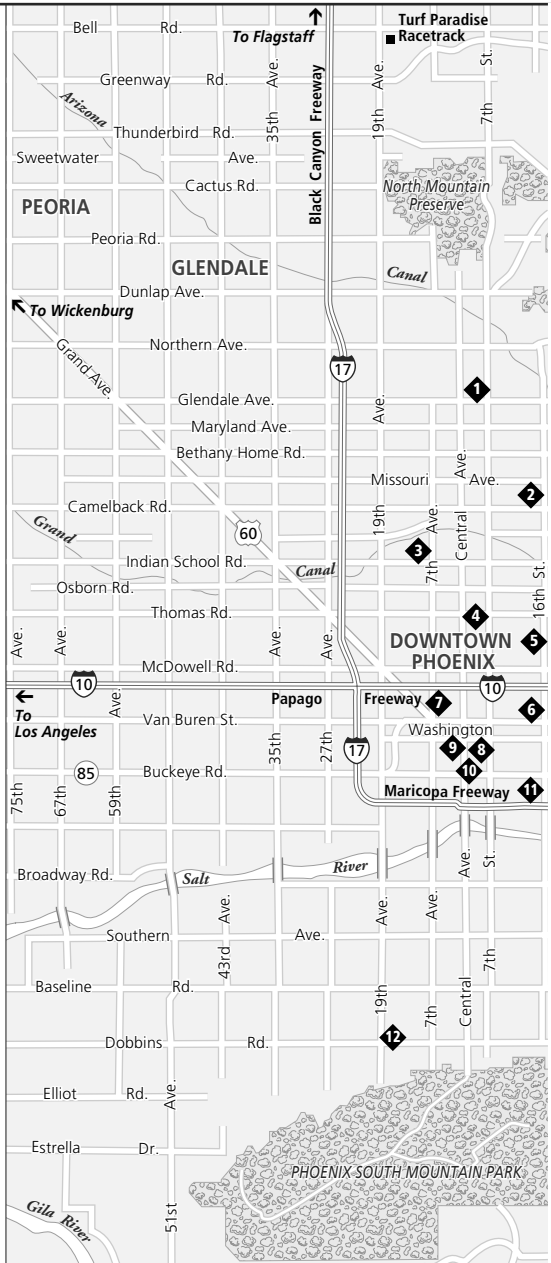 To Flagstaff
Turf Paradise
Racetrack
Bell Rd.
Greenway Rd.
Arizona
Thunderbird Rd.
Sweetwater Ave.
Cactus Rd.
35th Ave.
Black Canyon Freeway
19th Ave.
7th St.
North Mountain
Preserve
PEORIA
Peoria Rd.
GLENDALE
Canal
Dunlap Ave.
To Wickenburg
Grand Ave.
Northern Ave.
17
1
Glendale Ave.
Maryland Ave.
Bethany Home Rd.
Missouri Ave.
19th Ave.
7th Ave.
Central Ave.
2
Camelback Rd.
60
Grand
Canal
3
Indian School Rd.
Osborn Rd.
16th St.
Thomas Rd.
4
5
DOWNTOWN
PHOENIX
McDowell Rd.
10
Papago Freeway
10
To
Los Angeles
7
6
Van Buren St.
Washington
9
8
17
85
Buckeye Rd.
10
Maricopa Freeway
11
75th Ave.
67th Ave.
59th Ave.
35th Ave.
27th Ave.
Broadway Rd.
Salt River
Southern Ave.
43rd Ave.
19th Ave.
7th Ave.
Central Ave.
7th St.
Baseline Rd.
12
Dobbins Rd.
Elliot Rd.
Estrella Dr.
51st Ave.
PHOENIX SOUTH MOUNTAIN PARK
Gila River